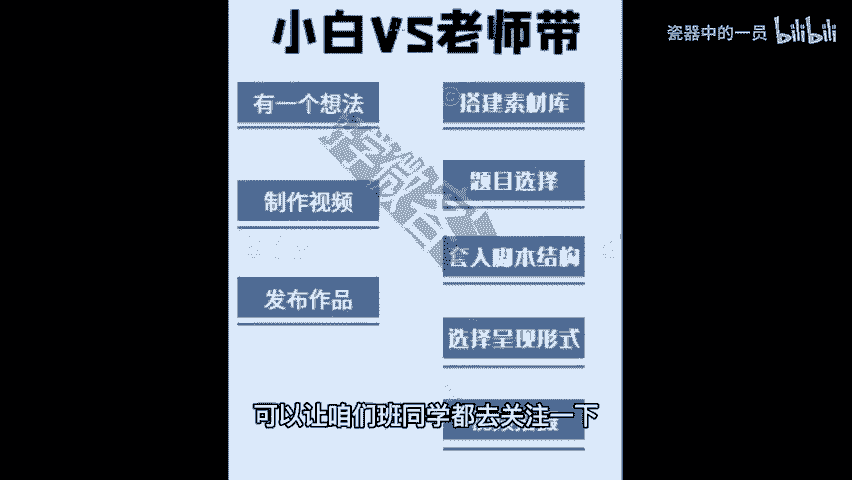 小白VS老师带
瓷器中的一员 bilibili
有一个想法
制作视频
发布作品
搭建素材库
题目选择
套入脚本结构
选择呈现形式
可以让咱们班同学都去关注一下